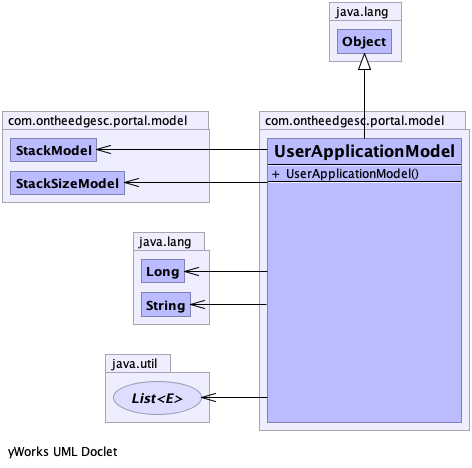 java.lang
Object
com.ontheedgesc.portal.model
StackModel
StackSizeModel
com.ontheedgesc.portal.model
UserApplicationModel
+ UserApplicationModel()
java.lang
Long
String
java.util
List<E>
yWorks UML Doclet